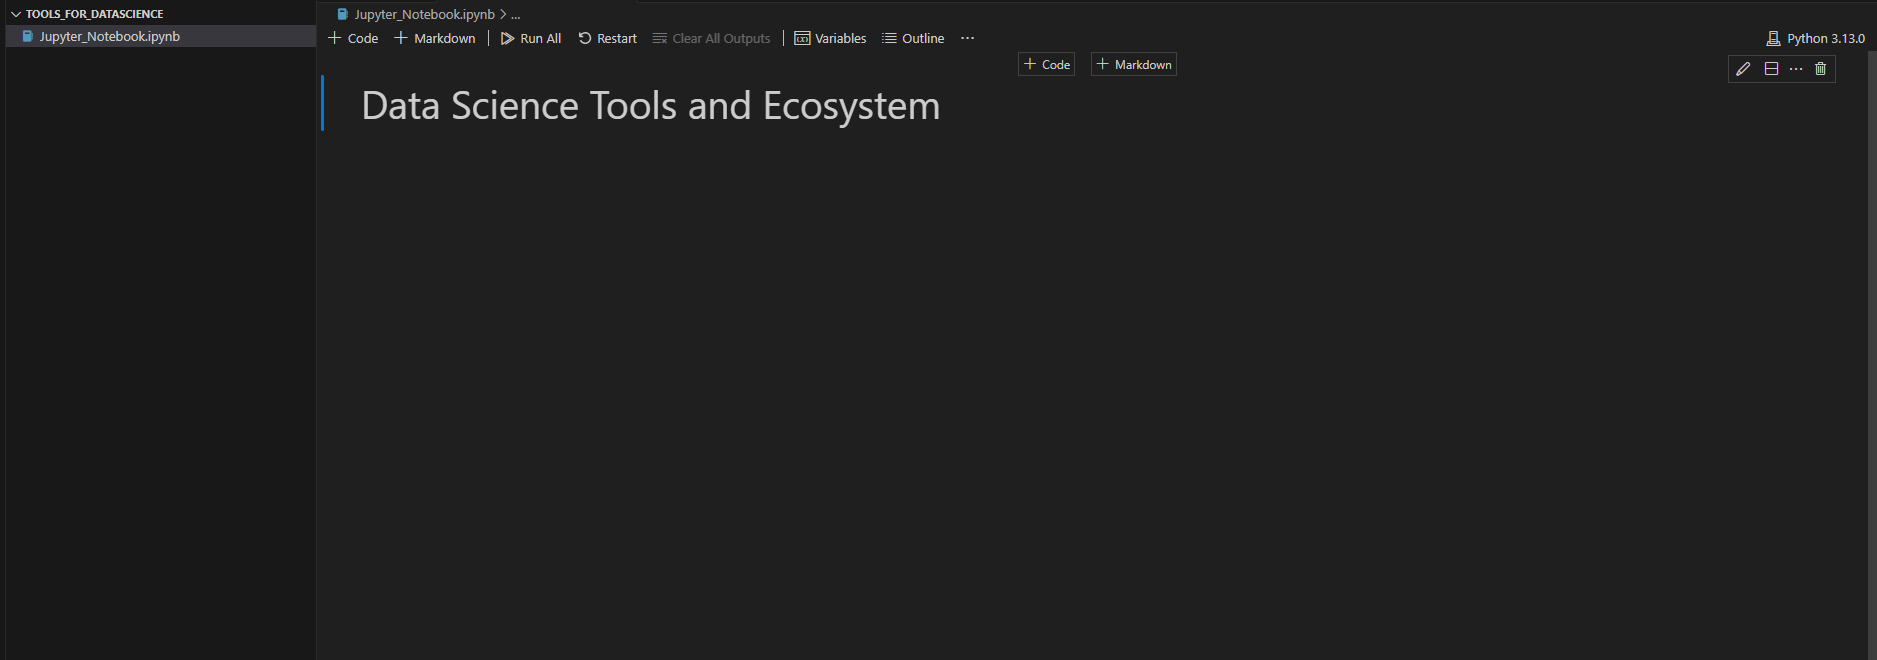 TOOLS_FOR_DATASCIENCE
Jupyter_Notebook.ipynb
Jupyter_Notebook.ipynb > ...
+ Code + Markdown | Run All Restart Clear All Outputs | Variables Outline ...
Python 3.13.0
+ Code + Markdown
Data Science Tools and Ecosystem